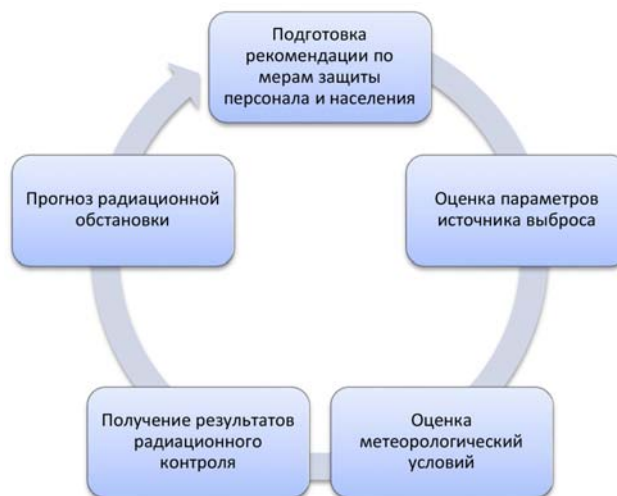 Подготовка
рекомендации по
мерам защиты
персонала и населения
Оценка параметров
источника выброса
Оценка
метеорологический
условий
Получение результатов
радиационного
контроля
Прогноз радиационной
обстановки